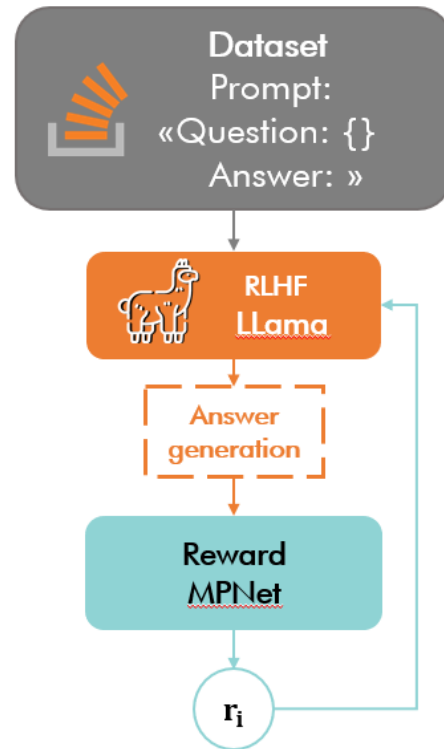 Dataset
Prompt:
«Question: {}
Answer: »
RLHF
LLama
Answer
generation
Reward
MPNet
ri